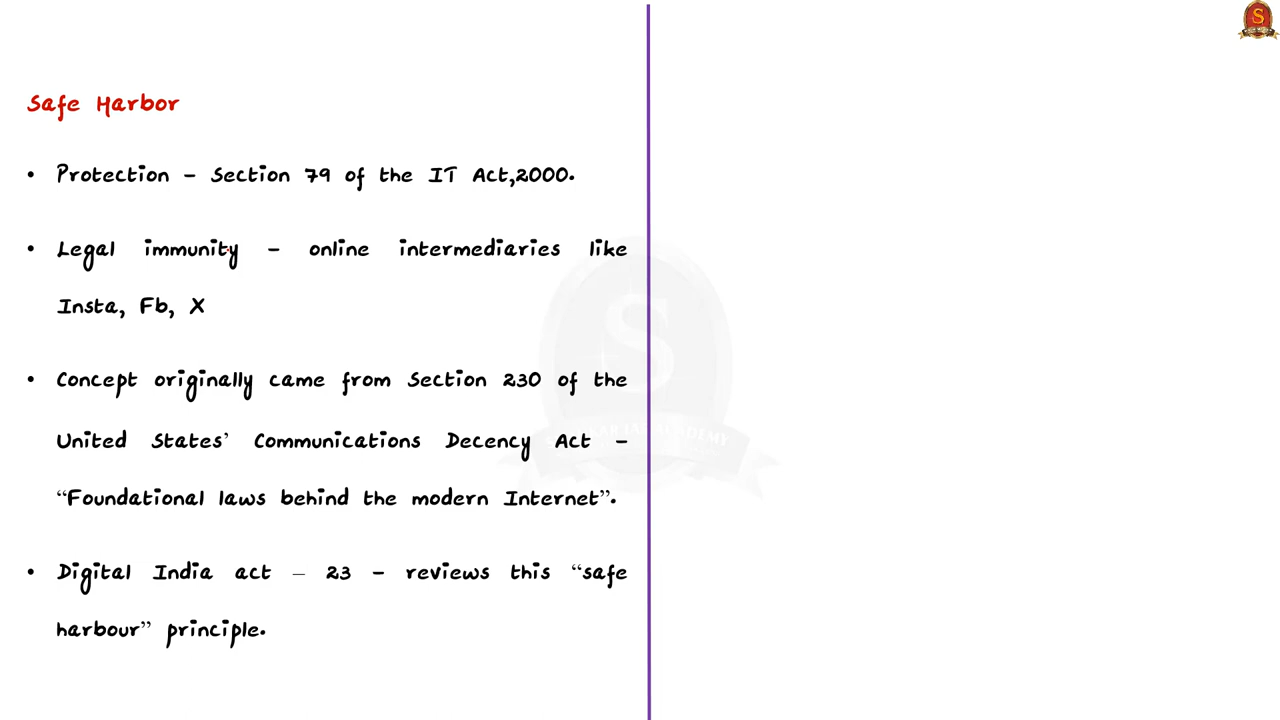 Safe Harbor
• Protection – Section 79 of the IT Act,2000.
• Legal immunity – online intermediaries like
Insta, Fb, X
• Concept originally came from Section 230 of the
United States’ Communications Decency Act –
“Foundational laws behind the modern Internet”.
• Digital India act – 23 – reviews this “safe
harbour” principle.
S
S